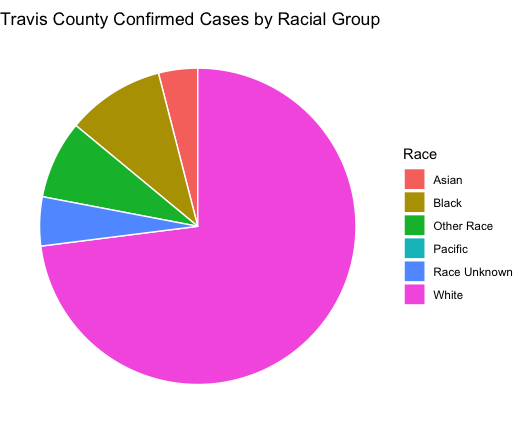 Travis County Confirmed Cases by Racial Group
Race
Asian
Black
Other Race
Pacific
Race Unknown
White